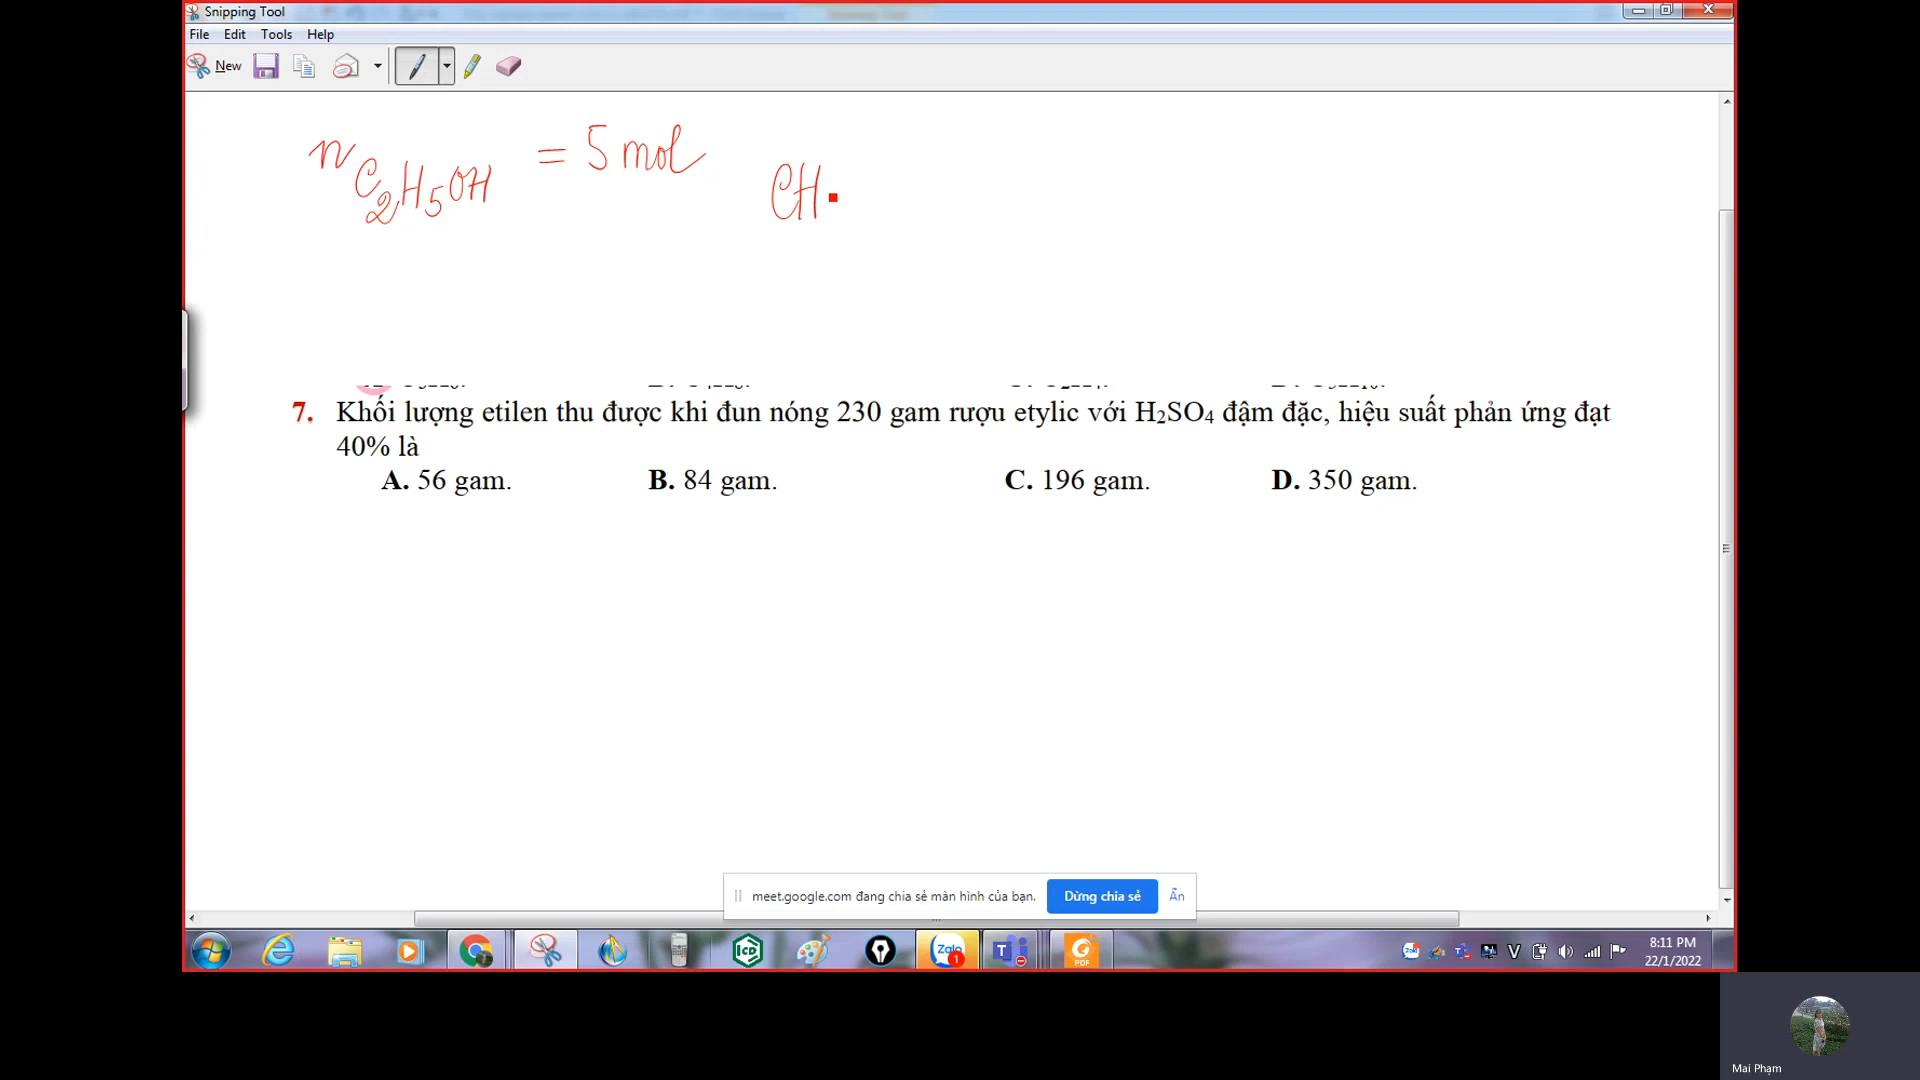 Snipping Tool
File Edit Tools Help
New
n C2H5OH = 5 mol CH
7. Khối lượng etilen thu được khi đun nóng 230 gam rượu etylic với H₂SO₄ đậm đặc, hiệu suất phản ứng đạt
40% là
A. 56 gam. B. 84 gam. C. 196 gam. D. 350 gam.
meet.google.com đang chia sẻ màn hình của bạn. Dừng chia sẻ Ẩn
8:11 PM
22/1/2022
Mai Phạm